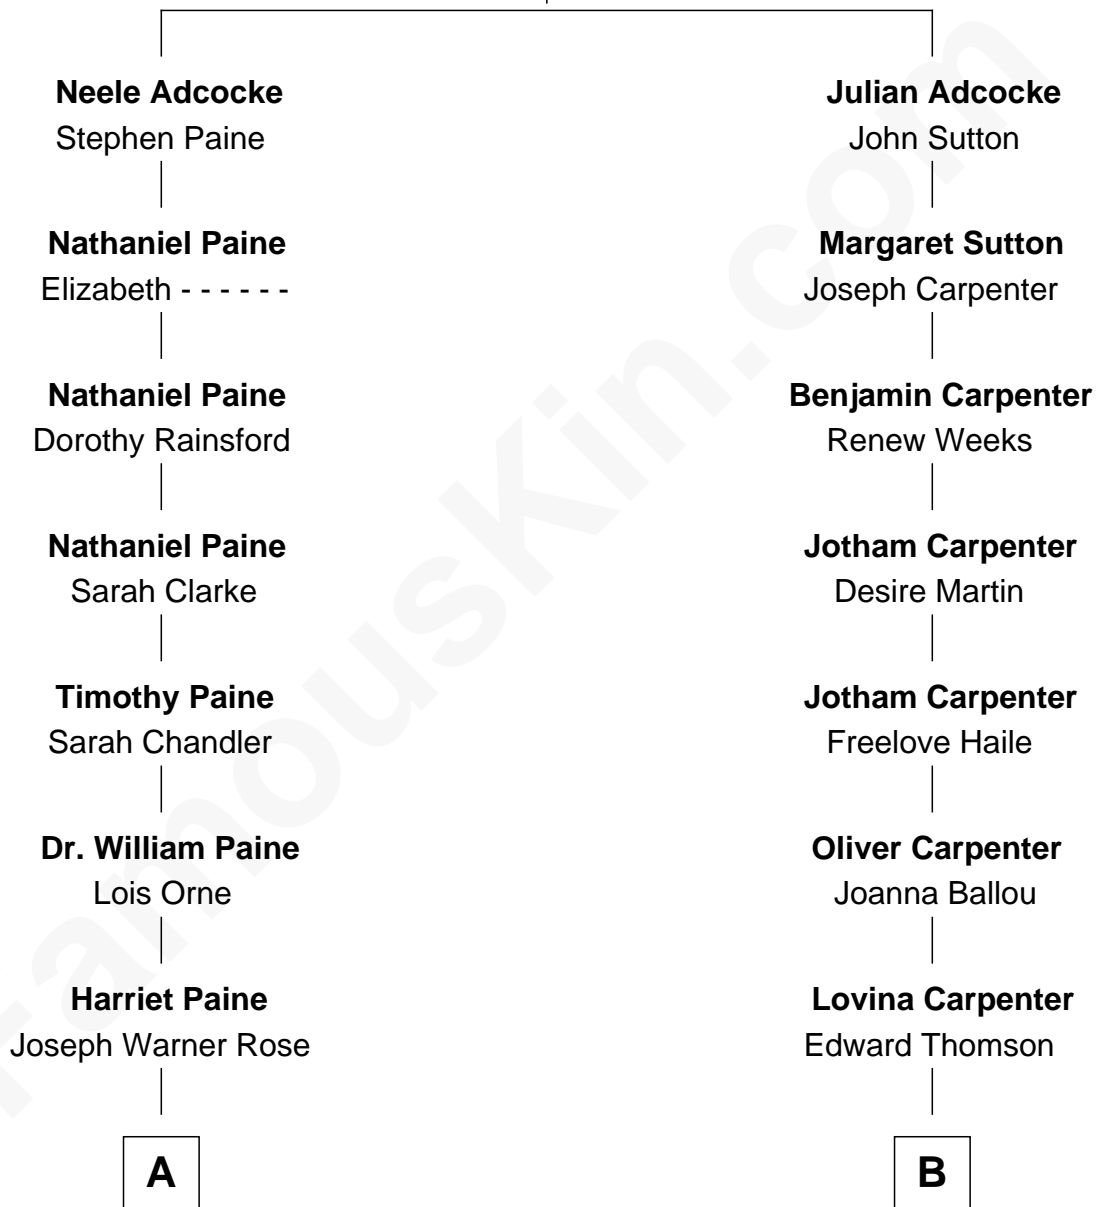 Neele Adcocke
Stephen Paine
Nathaniel Paine
Elizabeth - - - - - -
Nathaniel Paine
Dorothy Rainsford
Nathaniel Paine
Sarah Clarke
Timothy Paine
Sarah Chandler
Dr. William Paine
Lois Orne
Harriet Paine
Joseph Warner Rose
A
Julian Adcocke
John Sutton
Margaret Sutton
Joseph Carpenter
Benjamin Carpenter
Renew Weeks
Jotham Carpenter
Desire Martin
Jotham Carpenter
Freelove Haile
Oliver Carpenter
Joanna Ballou
Lovina Carpenter
Edward Thomson
B
FamousKin.com